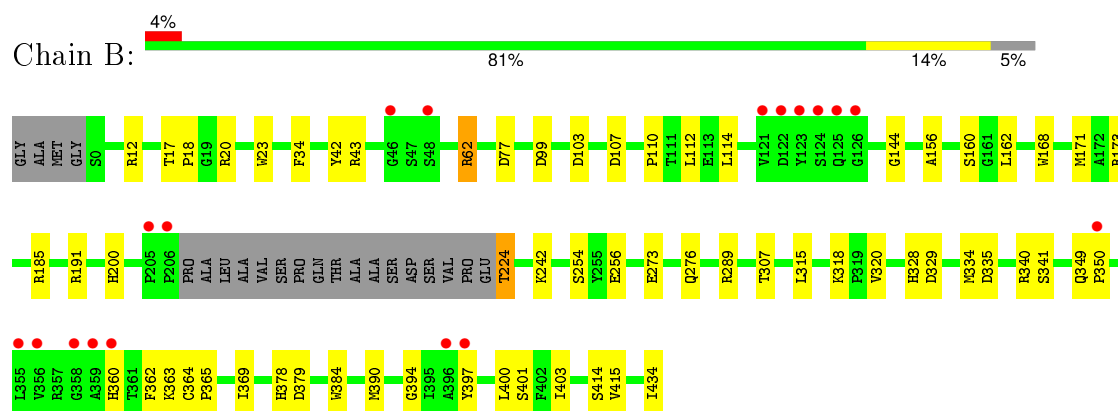 4%
Chain B:
81% 14% 5%
GLY ALA MET GLY S0 R12 T17 P18 G19 R20 W23 F34 Y42 R43 G46 S47 S48 R62 D77 D99 D103 D107 P110 T111 L112 E113 L114 V121 D122 Y123 S124 Q125 G126 G144 A156 S160 G161 L162 W168 M171 A172
R185 R191 H200 P205 P206 PRO ALA LEU ALA VAL SER PRO GLN THR ALA ALA SER ASP SER VAL PRO GLU T224 K242 S254 Y255 E256 E273 Q276 R289 T307 L315 K318 P319 V320 H328 D329 M334 D335 R340 S341 Q349 P350
L355 V356 R357 G358 A359 H360 T361 F362 K363 C364 P365 I369 H378 D379 W384 M390 G394 I395 A396 Y397 L400 S401 F402 I403 S414 V415 I434